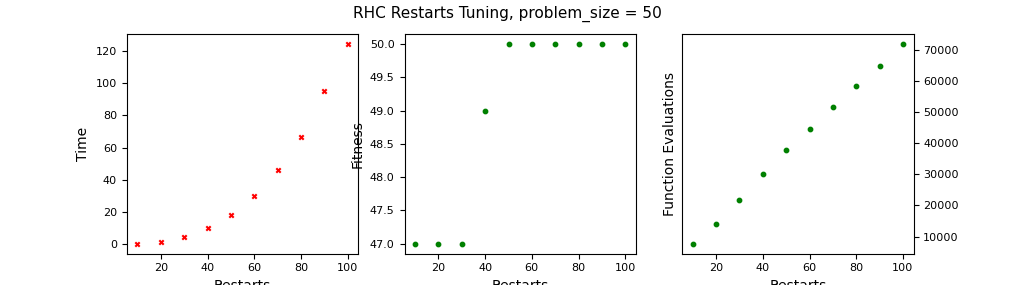 RHC Restarts Tuning, problem_size = 50
Time
120
100
80
60
40
20
0
20 40 60 80 100
Restarts
Fitness
50.0
49.5
49.0
48.5
48.0
47.5
47.0
20 40 60 80 100
Restarts
Function Evaluations
70000
60000
50000
40000
30000
20000
10000
20 40 60 80 100
Restarts